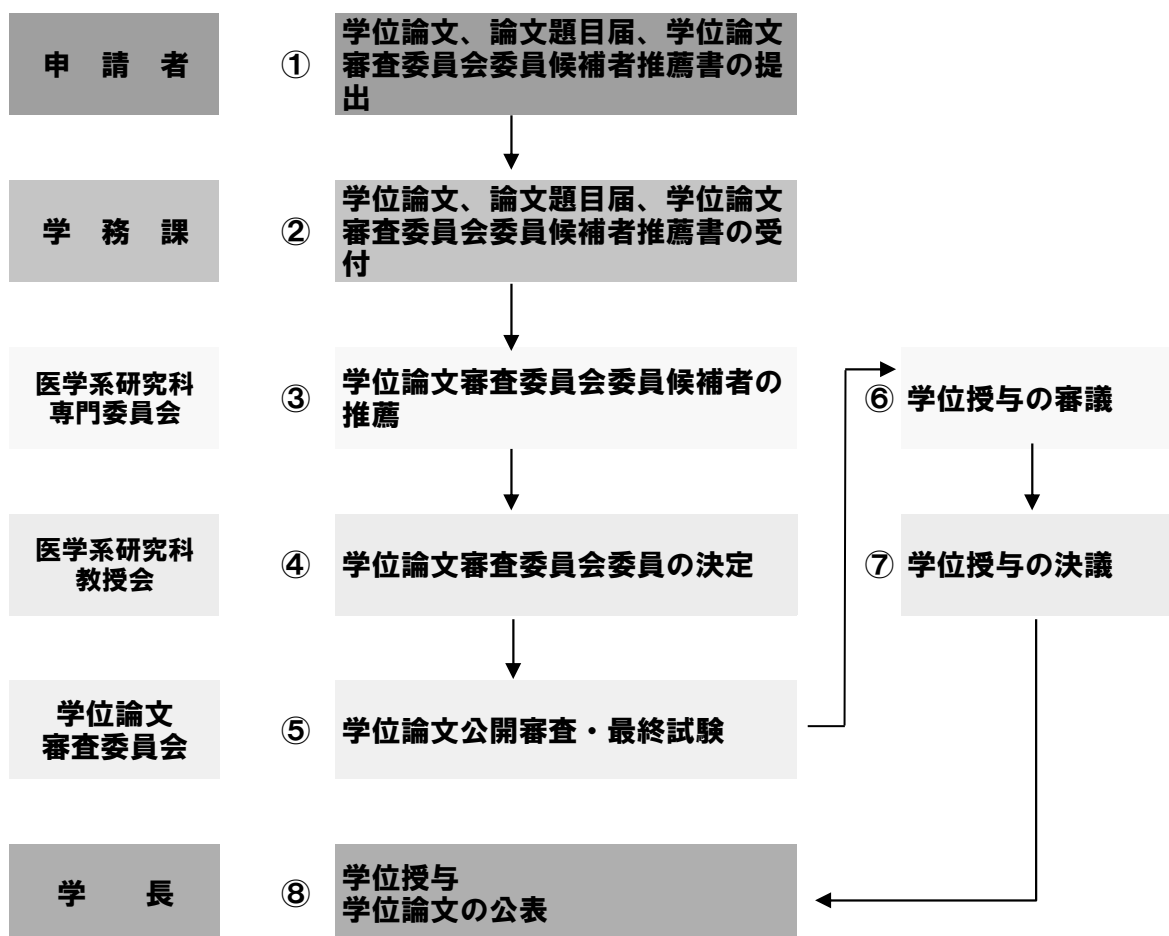 申 請 者
①
学位論文、論文題目届、学位論文
審査委員会委員候補者推薦書の提
出
学 務 課
②
学位論文、論文題目届、学位論文
審査委員会委員候補者推薦書の受
付
医学系研究科
専門委員会
③
学位論文審査委員会委員候補者の
推薦
⑥ 学位授与の審議
医学系研究科
教授会
④
学位論文審査委員会委員の決定
⑦ 学位授与の決議
学位論文
審査委員会
⑤
学位論文公開審査・最終試験
学 長
⑧
学位授与
学位論文の公表